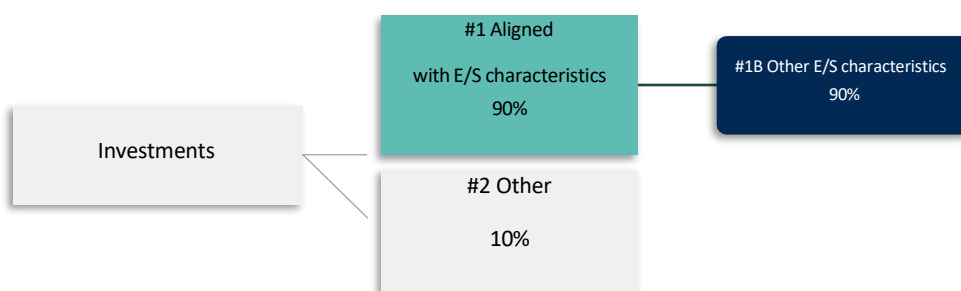 #1 Aligned
with E/S characteristics
90%
#1B Other E/S characteristics
90%
Investments
#2 Other
10%